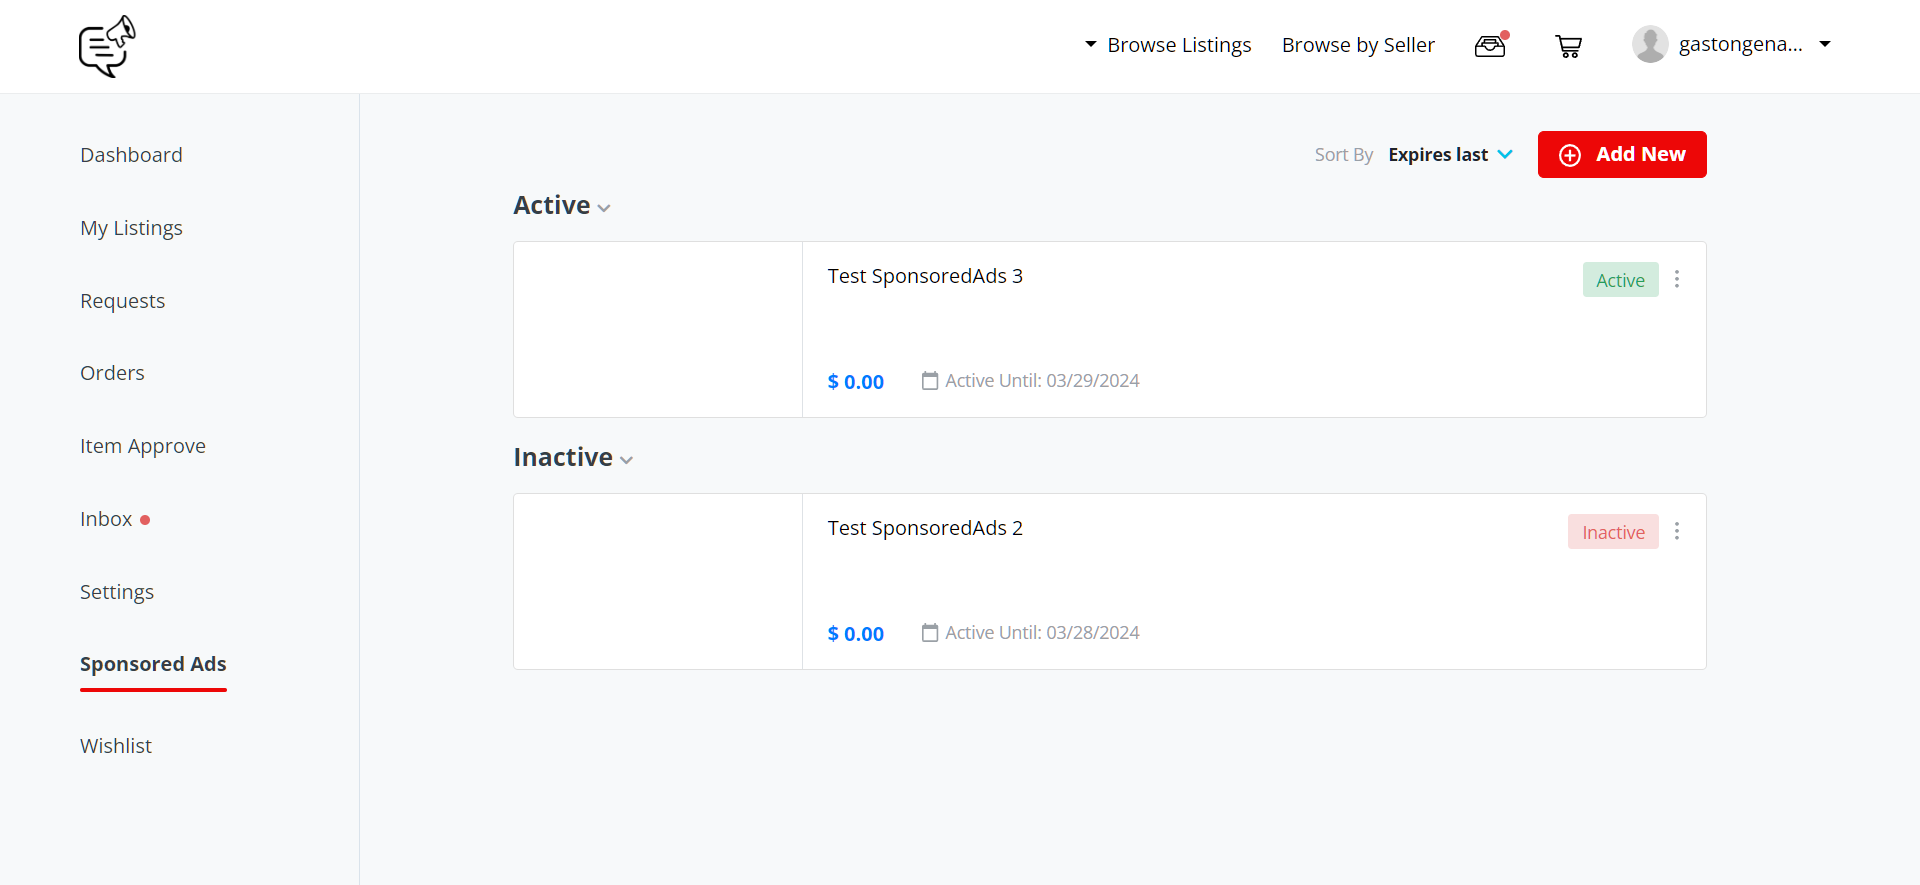 Browse Listings
Browse by Seller
gastongena...
Dashboard
My Listings
Requests
Orders
Item Approve
Inbox
Settings
Sponsored Ads
Wishlist
Sort By Expires last
Add New
Active
Test SponsoredAds 3
Active
$ 0.00
Active Until: 03/29/2024
Inactive
Test SponsoredAds 2
Inactive
$ 0.00
Active Until: 03/28/2024